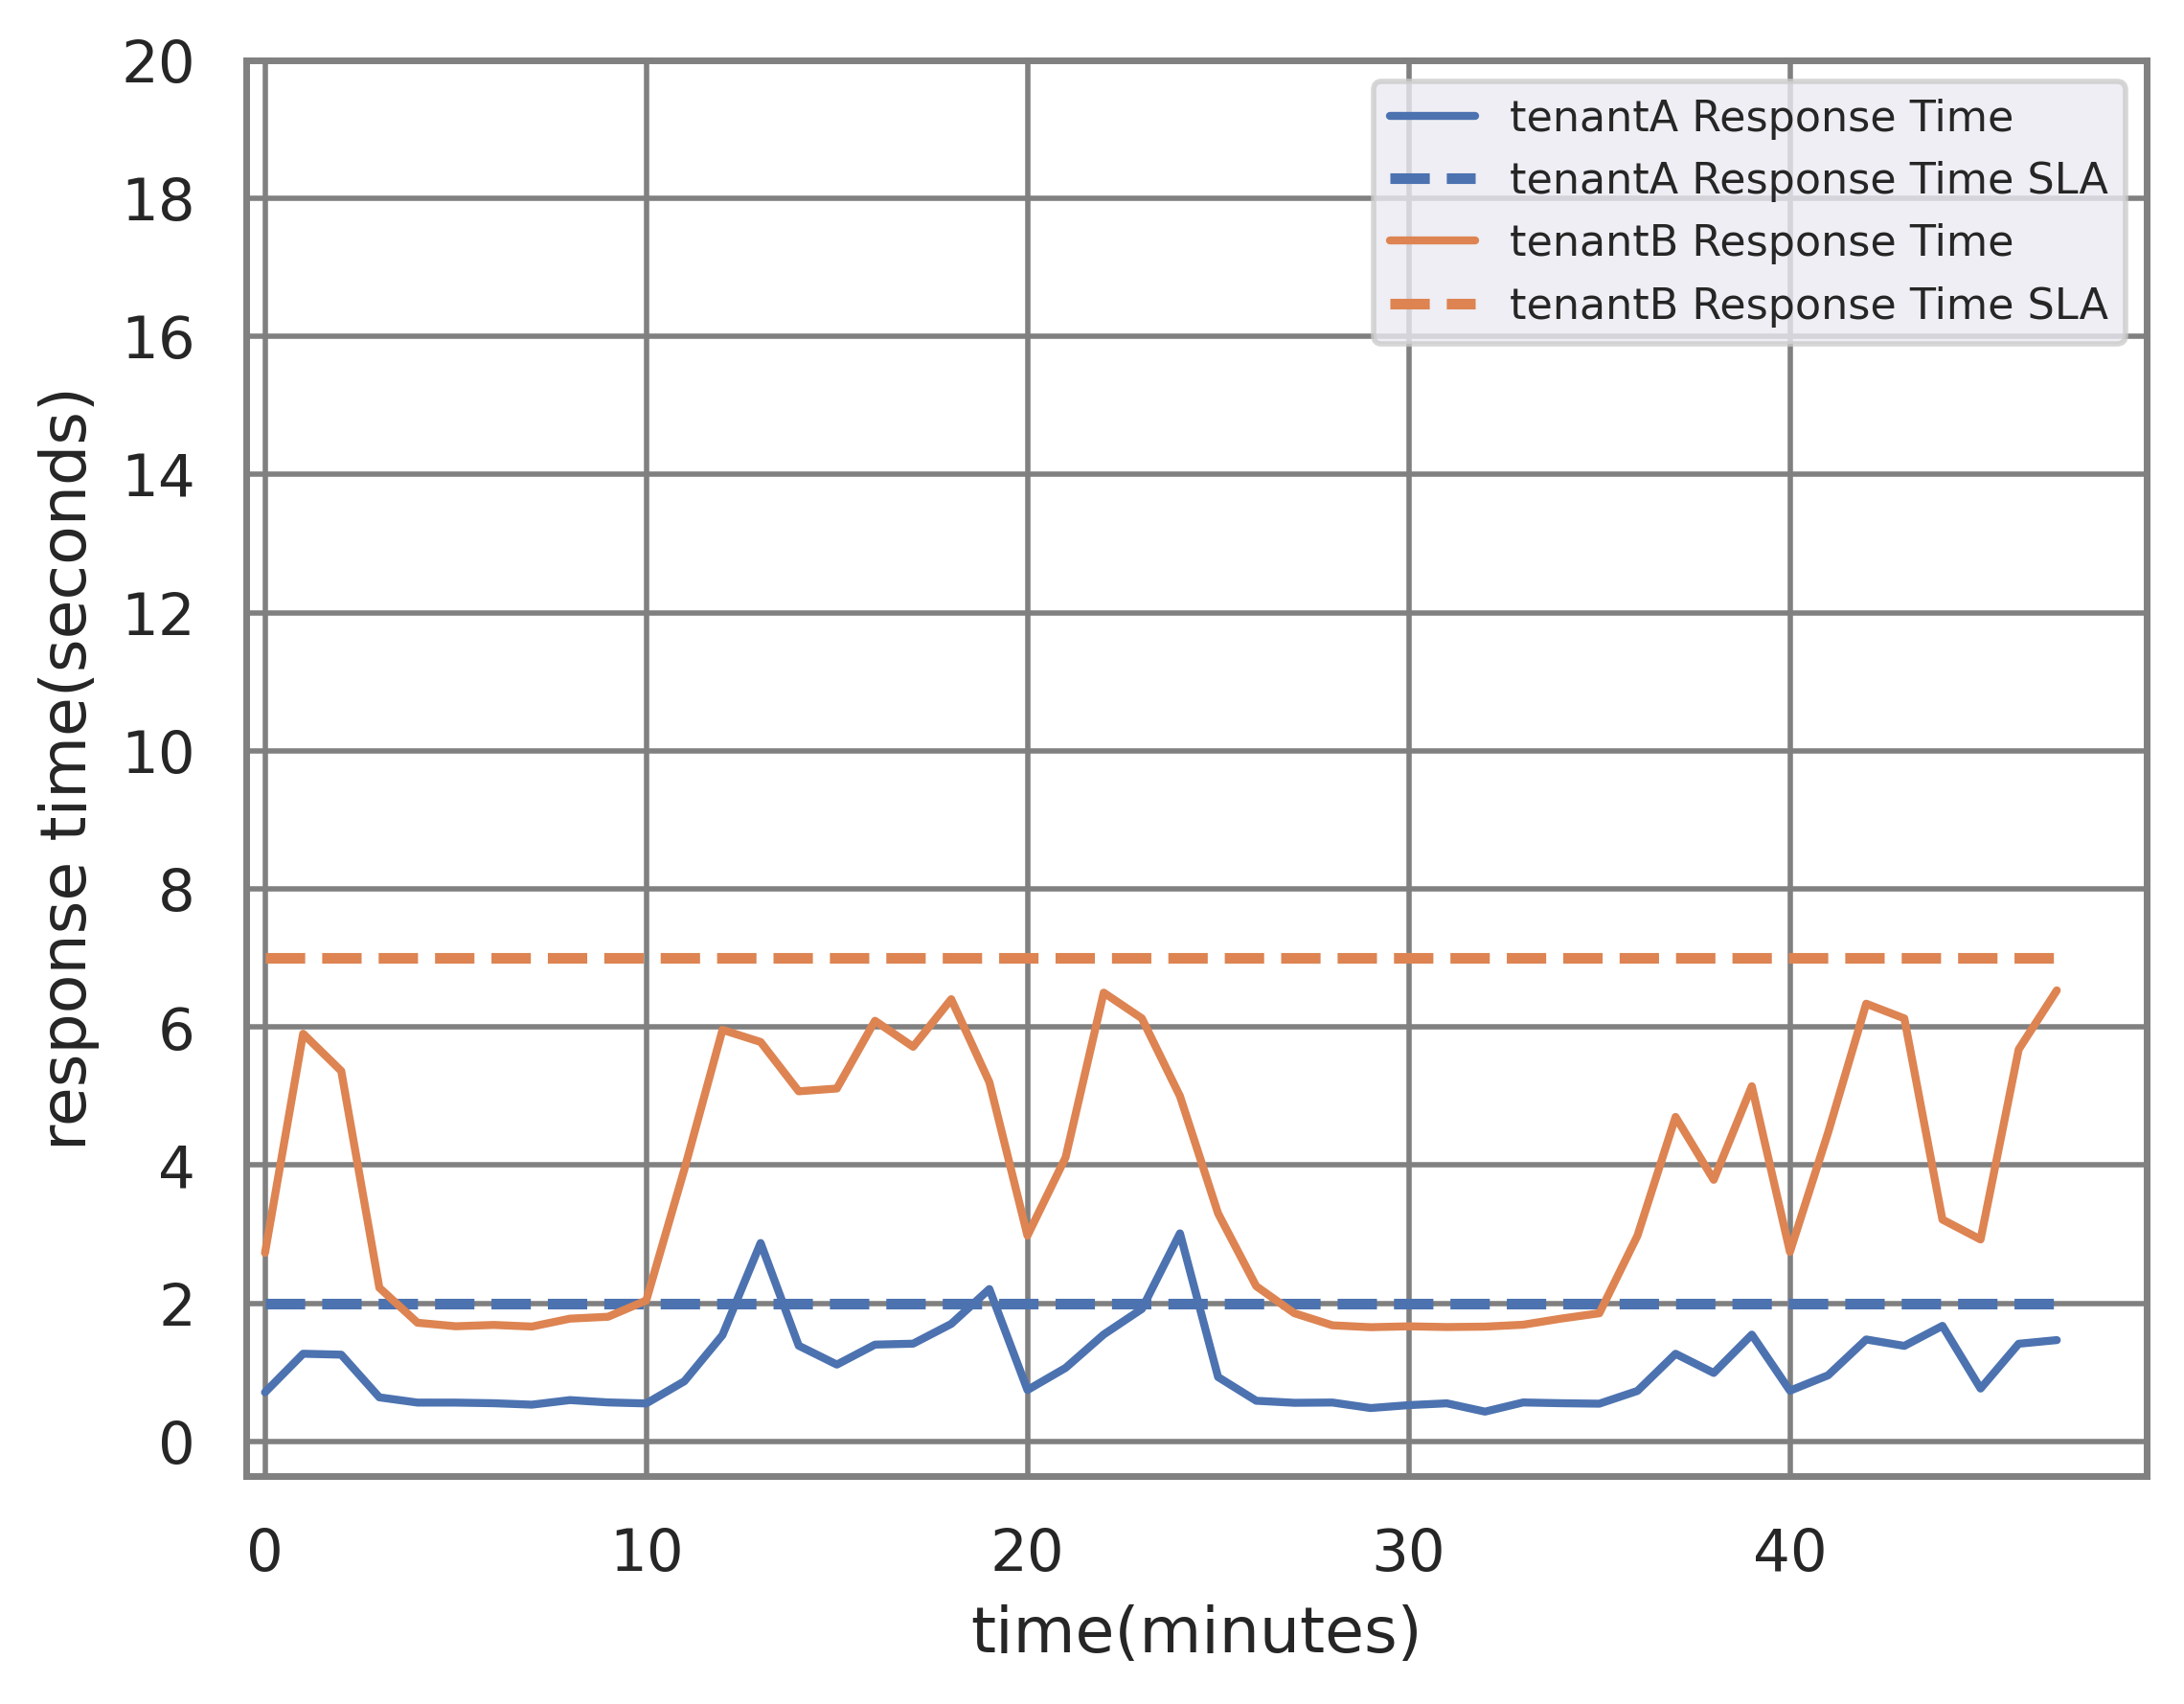 20
18
16
14
12
10
8
6
4
2
0
response time(seconds)
tenantA Response Time
tenantA Response Time SLA
tenantB Response Time
tenantB Response Time SLA
0 10 20 30 40
time(minutes)